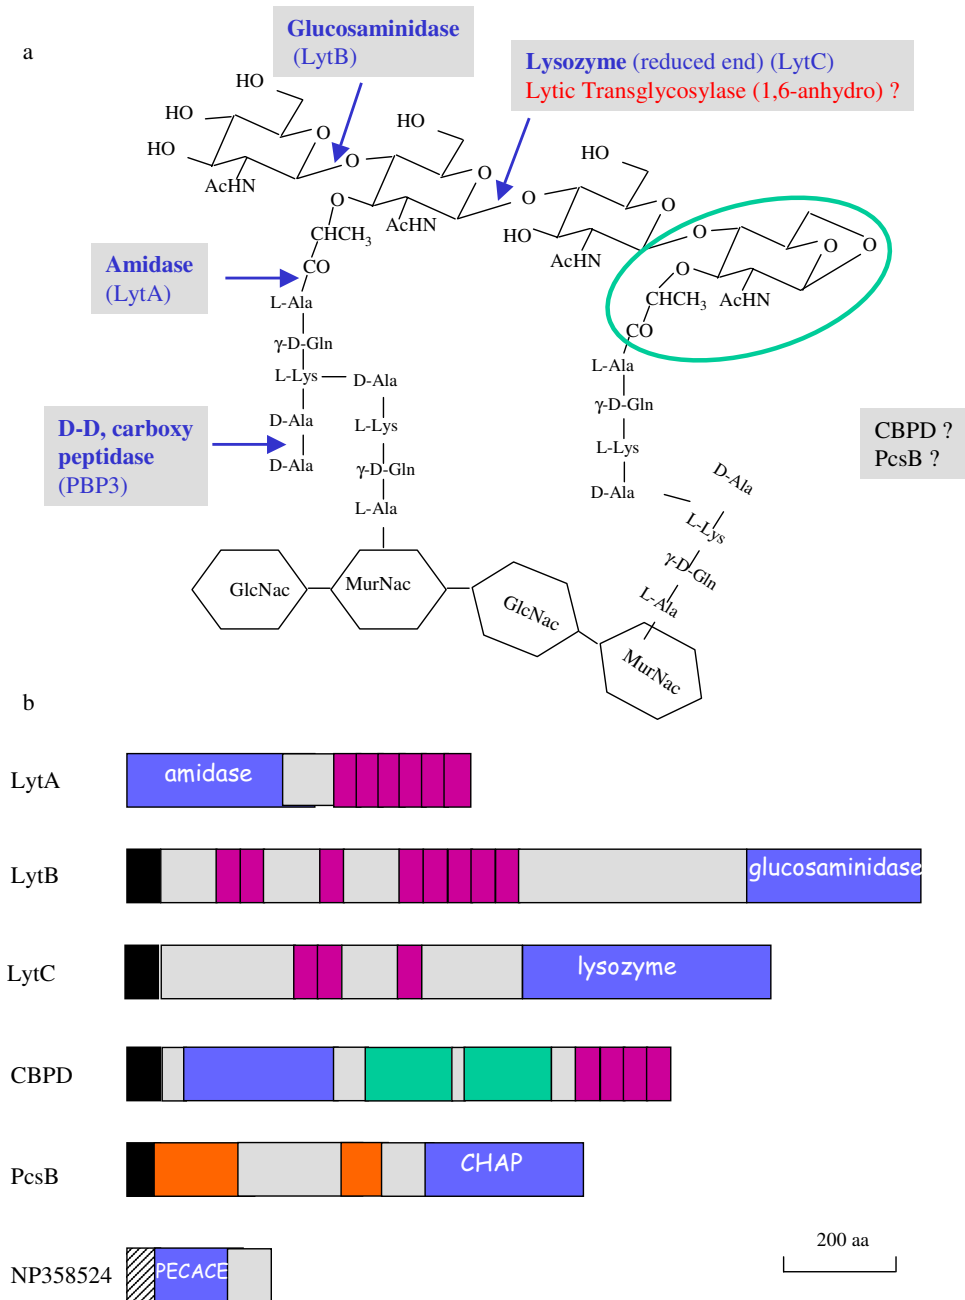 a
Glucosaminidase
(LytB)
Lysozyme (reduced end) (LytC)
Lytic Transglycosylase (1,6-anhydro) ?
HO
HO
HO
O
AcHN
O
HO
O
O
AcHN
O
CHCH3
CO
HO
O
HO
AcHN
O
O
O
O
AcHN
CHCH3
CO
Amidase
(LytA)
L-Ala
γ-D-Gln
L-Lys
D-Ala
D-Ala
D-Ala
L-Lys
γ-D-Gln
L-Ala
D-D, carboxy
peptidase
(PBP3)
L-Ala
γ-D-Gln
L-Lys
D-Ala
D-Ala
L-Lys
γ-D-Gln
L-Ala
CBPD ?
PcsB ?
GlcNac
MurNac
GlcNac
MurNac
b
LytA
amidase
LytB
glucosaminidase
LytC
lysozyme
CBPD
PcsB
CHAP
NP358524
PECACE
200 aa